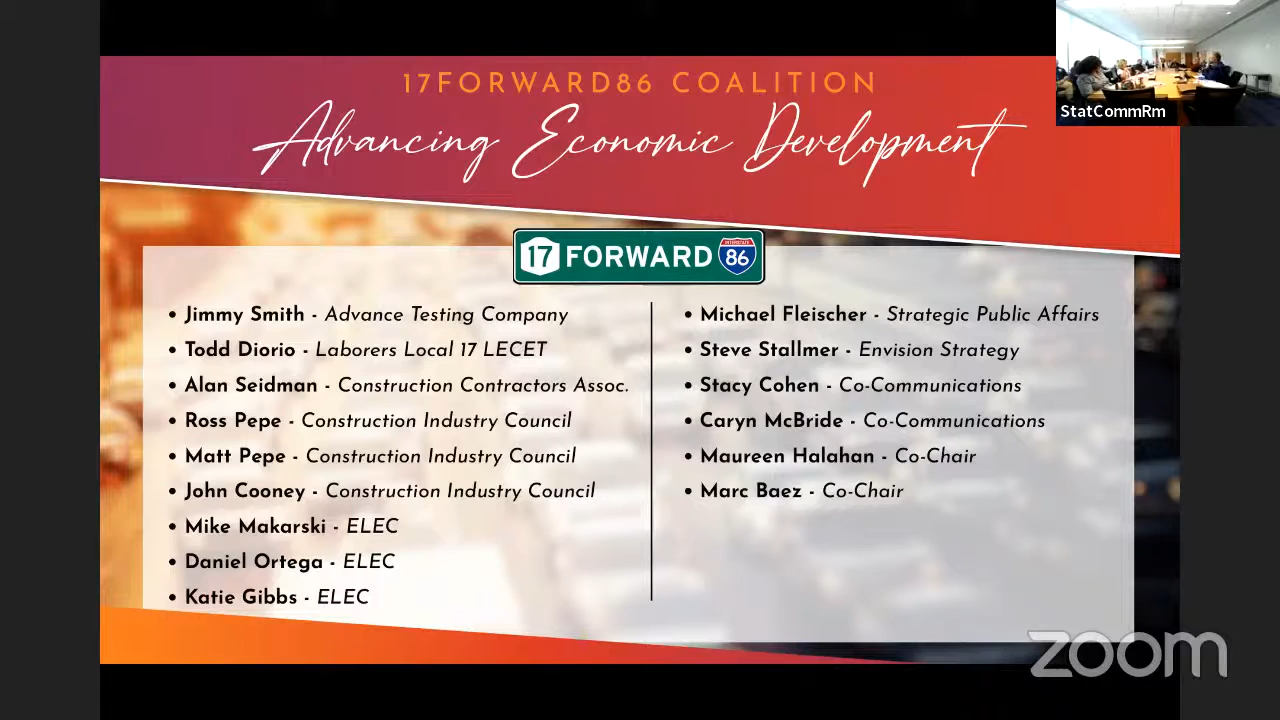 17FORWARD86 COALITION
Advancing Economic Development
StatCommRm
17 FORWARD INTERSTATE 86
• Jimmy Smith - Advance Testing Company
• Todd Diorio - Laborers Local 17 LECET
• Alan Seidman - Construction Contractors Assoc.
• Ross Pepe - Construction Industry Council
• Matt Pepe - Construction Industry Council
• John Cooney - Construction Industry Council
• Mike Makarski - ELEC
• Daniel Ortega - ELEC
• Katie Gibbs - ELEC
• Michael Fleischer - Strategic Public Affairs
• Steve Stallmer - Envision Strategy
• Stacy Cohen - Co-Communications
• Caryn McBride - Co-Communications
• Maureen Halahan - Co-Chair
• Marc Baez - Co-Chair
zoom